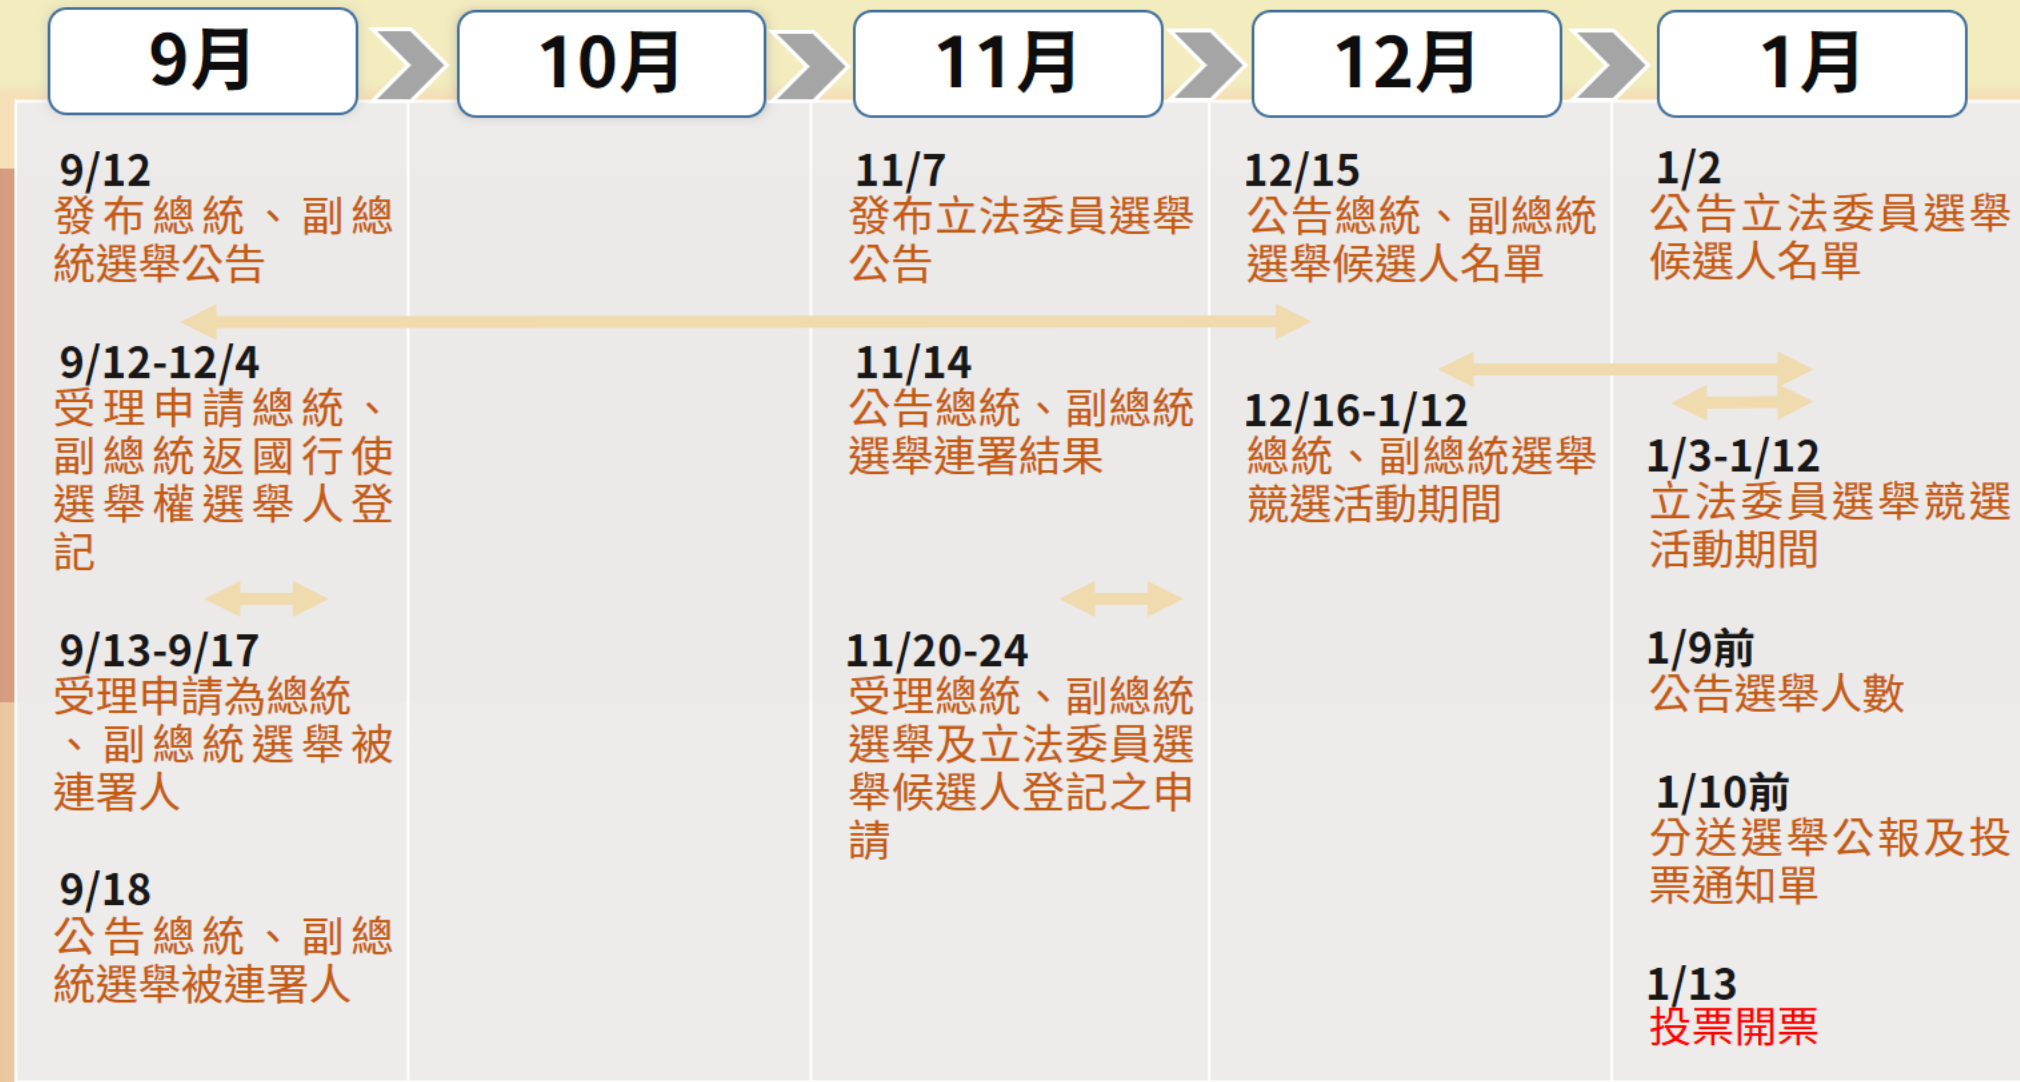 9月
10月
11月
12月
1月
9/12
發布總統、副總
統選舉公告
9/12-12/4
受理申請總統、
副總統返國行使
選舉權選舉人登
記
9/13-9/17
受理申請為總統
、副總統選舉被
連署人
9/18
公告總統、副總
統選舉被連署人
11/7
發布立法委員選舉
公告
11/14
公告總統、副總統
選舉連署結果
11/20-24
受理總統、副總統
選舉及立法委員選
舉候選人登記之申
請
12/15
公告總統、副總統
選舉候選人名單
12/16-1/12
總統、副總統選舉
競選活動期間
1/2
公告立法委員選舉
候選人名單
1/3-1/12
立法委員選舉競選
活動期間
1/9前
公告選舉人數
1/10前
分送選舉公報及投
票通知單
1/13
投票開票